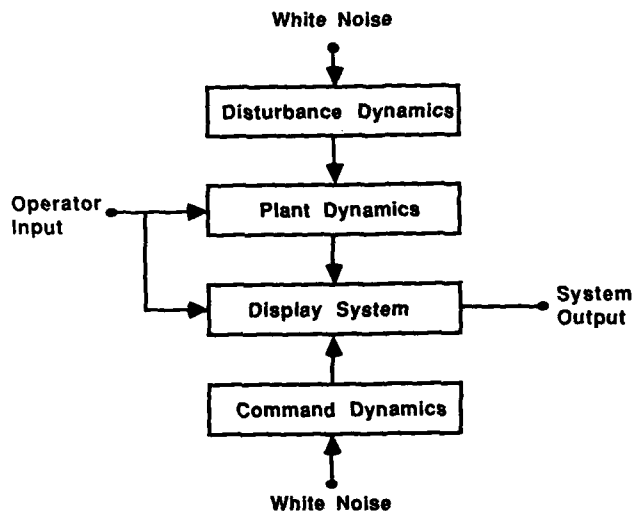 White Noise
Disturbance Dynamics
Operator
Input
Plant Dynamics
Display System
System
Output
Command Dynamics
White Noise